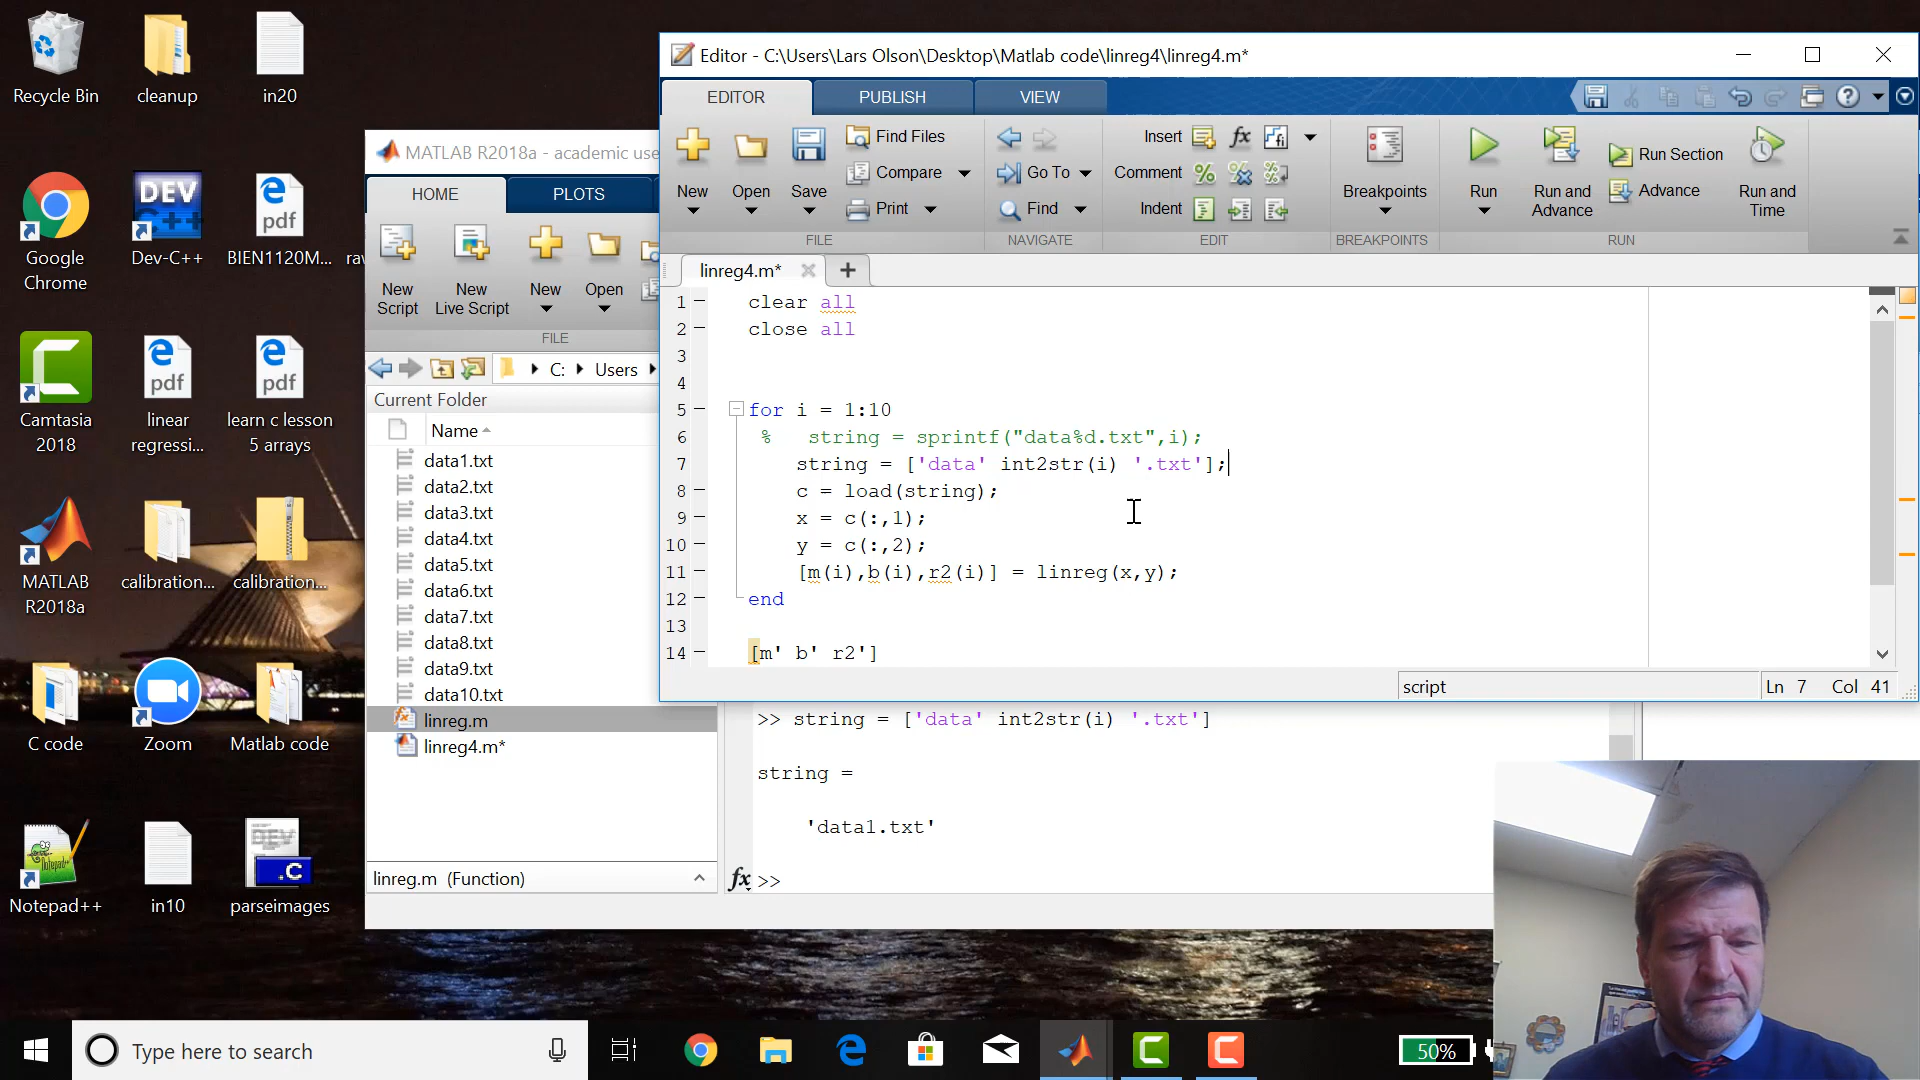 Recycle Bin
cleanup
in20
Google Chrome
Dev-C++
BIEN1120M...
raw
Camtasia 2018
linear regressi...
learn c lesson 5 arrays
MATLAB R2018a
calibration...
calibration...
C code
Zoom
Matlab code
Notepad++
in10
parseimages
MATLAB R2018a - academic use
HOME
PLOTS
New Script
New Live Script
New
Open
FILE
C:
Users
Current Folder
Name
data1.txt
data2.txt
data3.txt
data4.txt
data5.txt
data6.txt
data7.txt
data8.txt
data9.txt
data10.txt
linreg.m
linreg4.m*
linreg.m (Function)
Editor - C:\Users\Lars Olson\Desktop\Matlab code\linreg4\linreg4.m*
EDITOR
PUBLISH
VIEW
New
Open
Save
Find Files
Compare
Print
FILE
Go To
Find
NAVIGATE
Insert
Comment
Indent
EDIT
Breakpoints
BREAKPOINTS
Run
Run and Advance
Run Section
Advance
Run and Time
RUN
linreg4.m*
1 clear all
2 close all
3
4
5 for i = 1:10
6 % string = sprintf("data%d.txt",i);
7 string = ['data' int2str(i) '.txt'];
8 c = load(string);
9 x = c(:,1);
10 y = c(:,2);
11 [m(i),b(i),r2(i)] = linreg(x,y);
12 end
13
14 [m' b' r2']
script
Ln 7 Col 41
>> string = ['data' int2str(i) '.txt']
string =
'data1.txt'
fx >>
Type here to search
50%